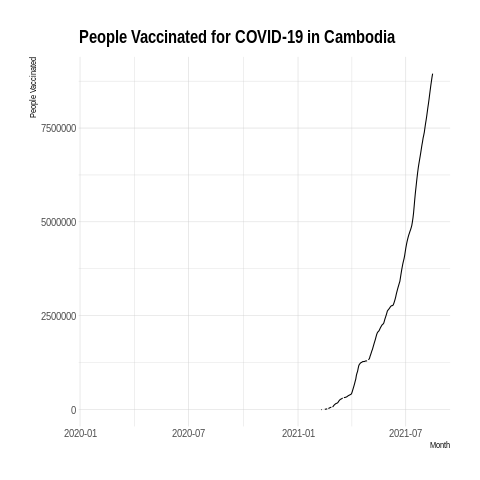 People Vaccinated for COVID-19 in Cambodia
People Vaccinated
7500000
5000000
2500000
0
2020-01 2020-07 2021-01 2021-07
Month